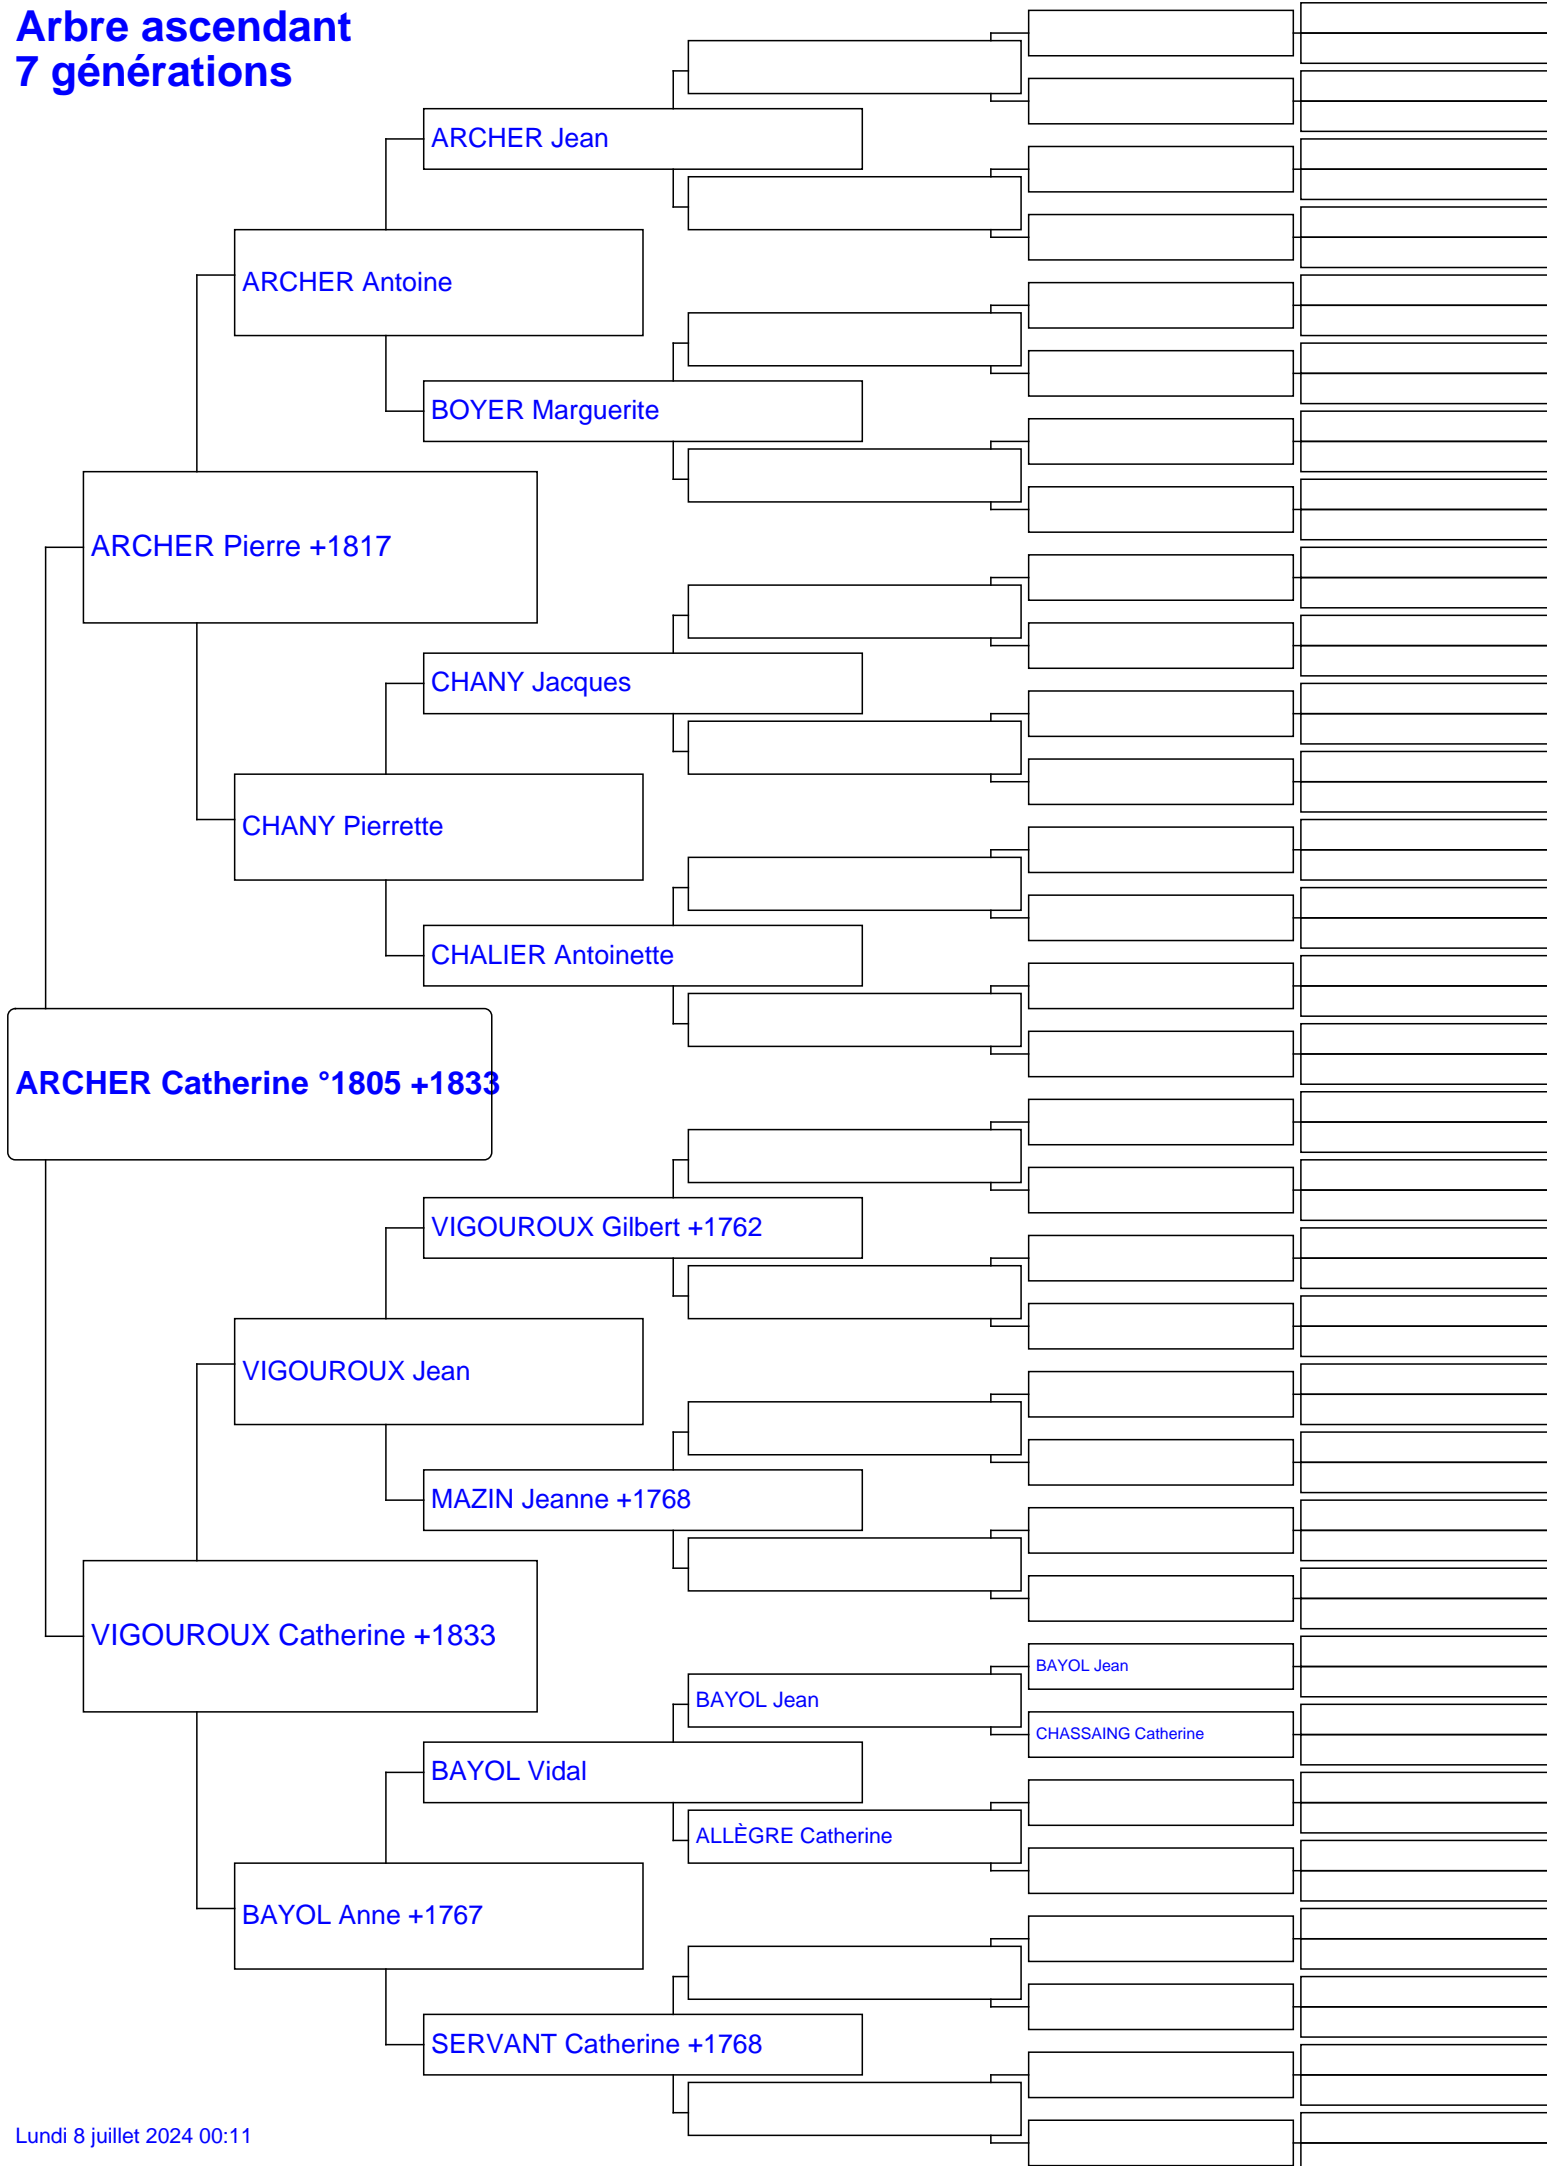 Arbre ascendant
7 générations
ARCHER Jean
ARCHER Antoine
BOYER Marguerite
ARCHER Pierre +1817
CHANY Jacques
CHANY Pierrette
CHALIER Antoinette
ARCHER Catherine °1805 +1833
VIGOUROUX Gilbert +1762
VIGOUROUX Jean
MAZIN Jeanne +1768
VIGOUROUX Catherine +1833
BAYOL Jean
BAYOL Jean
CHASSAING Catherine
BAYOL Vidal
ALLÈGRE Catherine
BAYOL Anne +1767
SERVANT Catherine +1768
Lundi 8 juillet 2024 00:11